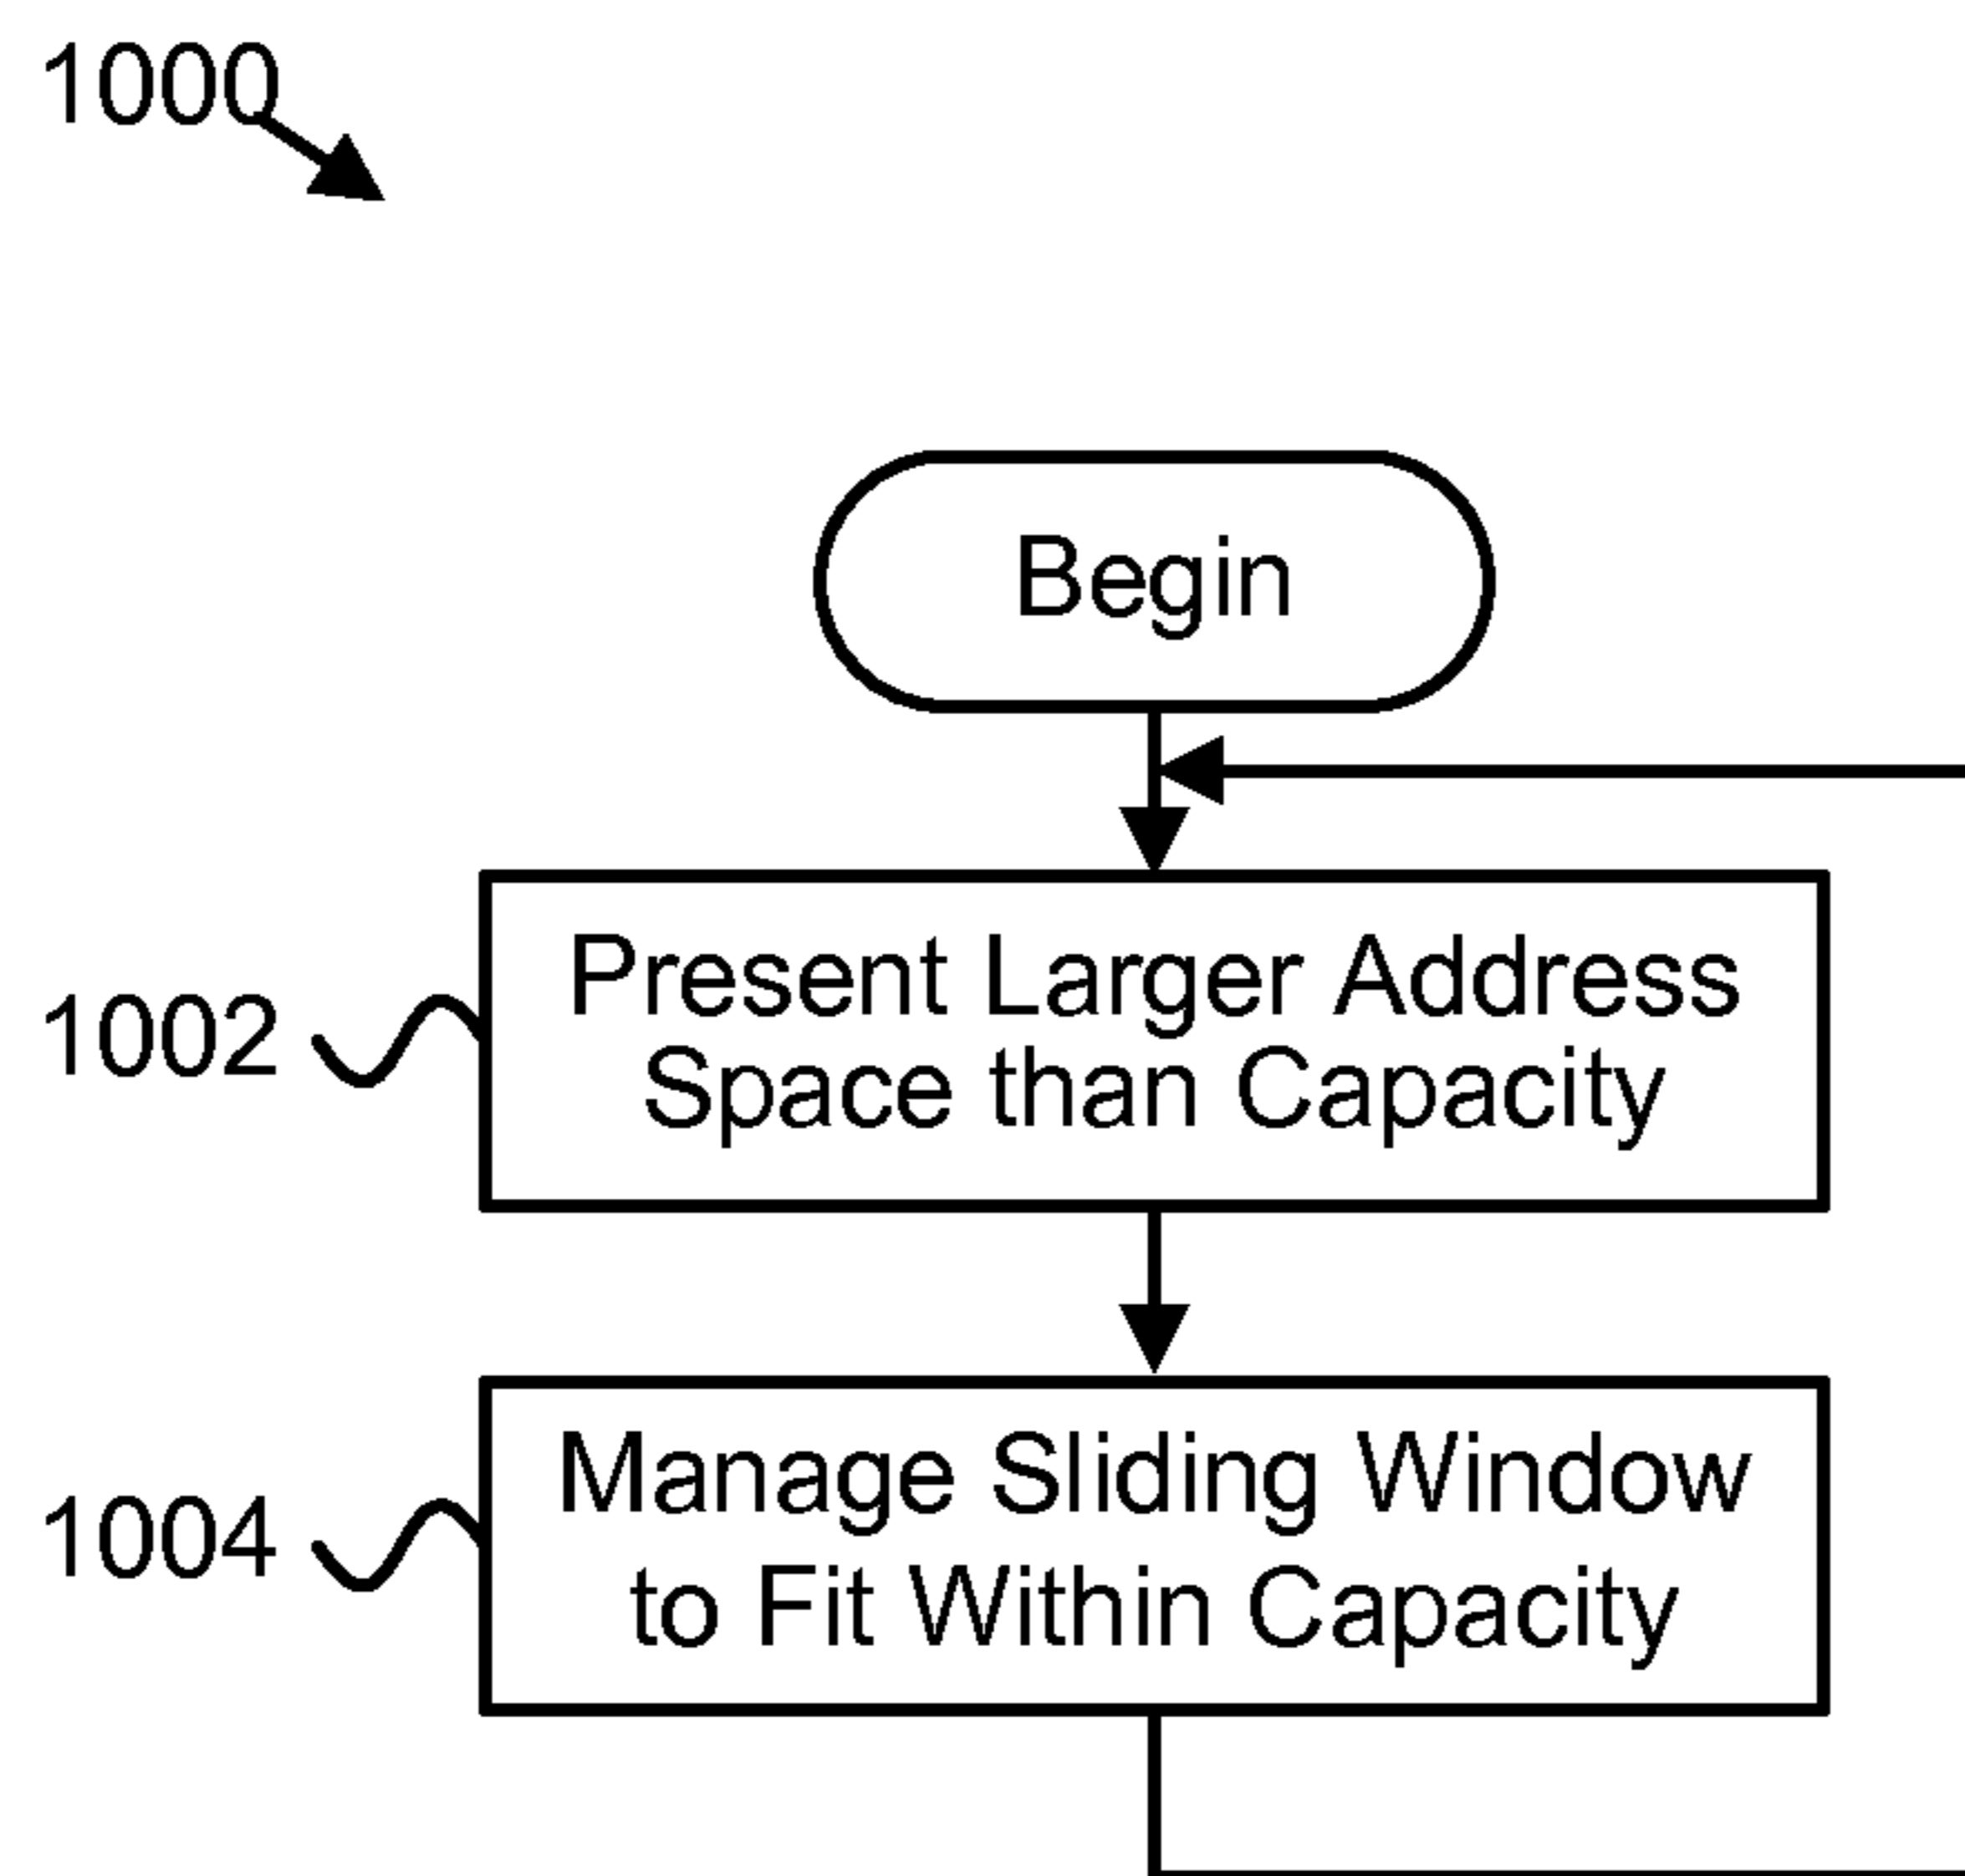 1000
Begin
1002
Present Larger Address
Space than Capacity
1004
Manage Sliding Window
to Fit Within Capacity